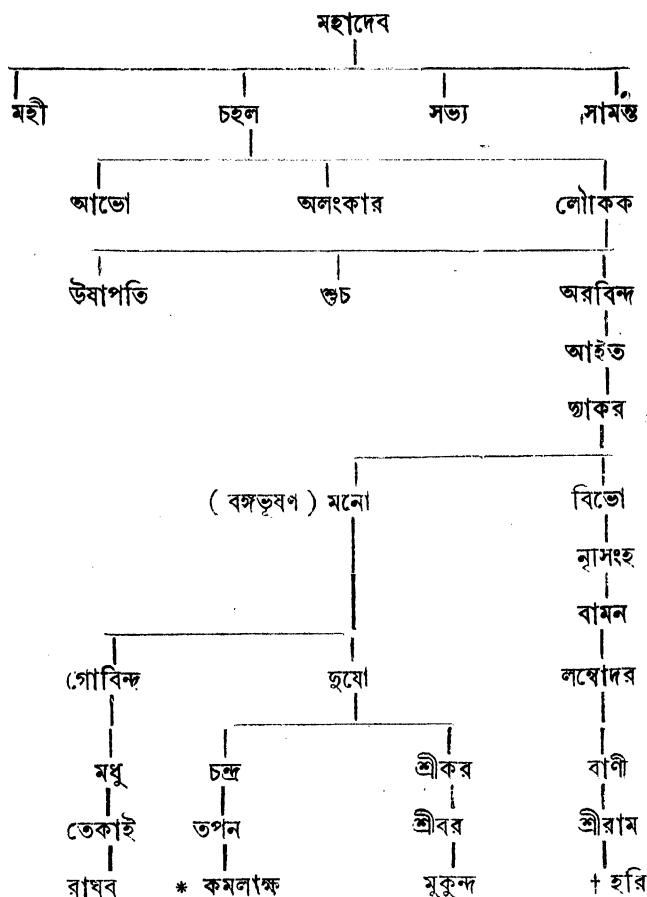 মহাদেব
মহী চহল সভ্য সামন্ত
আভো অলংকার লৌকিক
উষাপতি শুচ অরবিন্দ
আইত
ভাকর
( বঙ্গভূষণ ) মনো বিভো
নৃসিংহ
বামন
গোবিন্দ দুযো লম্বোদর
মধু চন্দ্র শ্রীকর বাণী
তেকাই তপন শ্রীবর শ্রীরাম
রাঘব * কমলাক্ষ মুকুন্দ † হরি